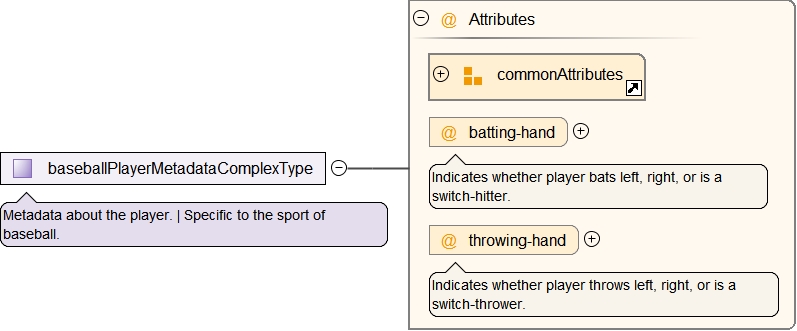 @ Attributes
commonAttributes
@ batting-hand
Indicates whether player bats left, right, or is a
switch-hitter.
baseballPlayerMetadataComplexType
Metadata about the player. | Specific to the sport of
baseball.
@ throwing-hand
Indicates whether player throws left, right, or is a
switch-thrower.